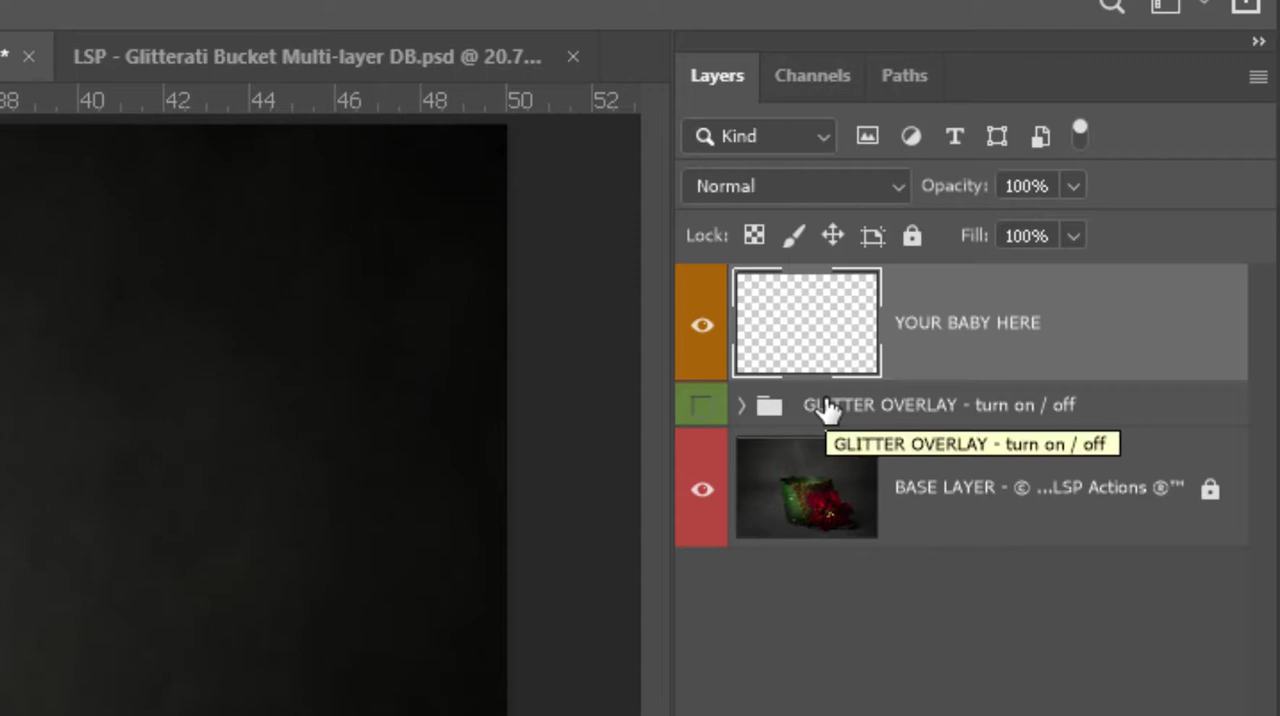 * LSP - Glitterati Bucket Multi-layer DB.psd @ 20.7...
38 40 42 44 46 48 50 52
Layers Channels Paths
Kind
Normal Opacity: 100%
Lock: Fill: 100%
YOUR BABY HERE
GLITTER OVERLAY - turn on / off
GLITTER OVERLAY - turn on / off
BASE LAYER - © ...LSP Actions ®™